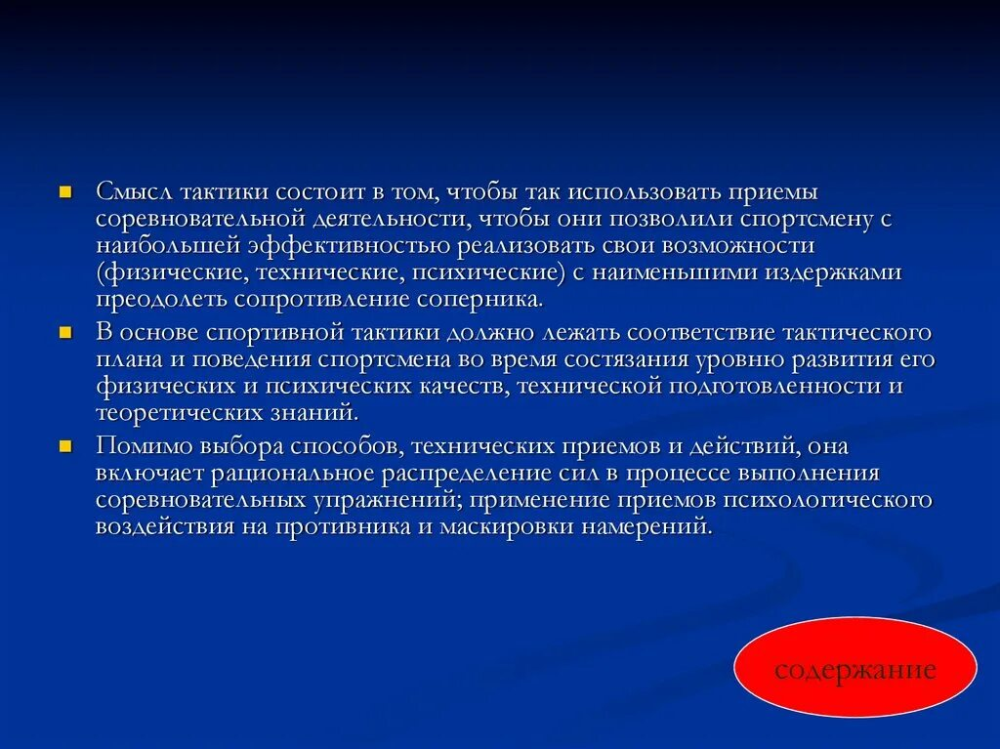 Смысл тактики состоит в том, чтобы так использовать приемы
соревновательной деятельности, чтобы они позволили спортсмену с
наибольшей эффективностью реализовать свои возможности
(физические, технические, психические) с наименьшими издержками
преодолеть сопротивление соперника.
В основе спортивной тактики должно лежать соответствие тактического
плана и поведения спортсмена во время состязания уровню развития его
физических и психических качеств, технической подготовленности и
теоретических знаний.
Помимо выбора способов, технических приемов и действий, она
включает рациональное распределение сил в процессе выполнения
соревновательных упражнений; применение приемов психологического
воздействия на противника и маскировки намерений.
содержание